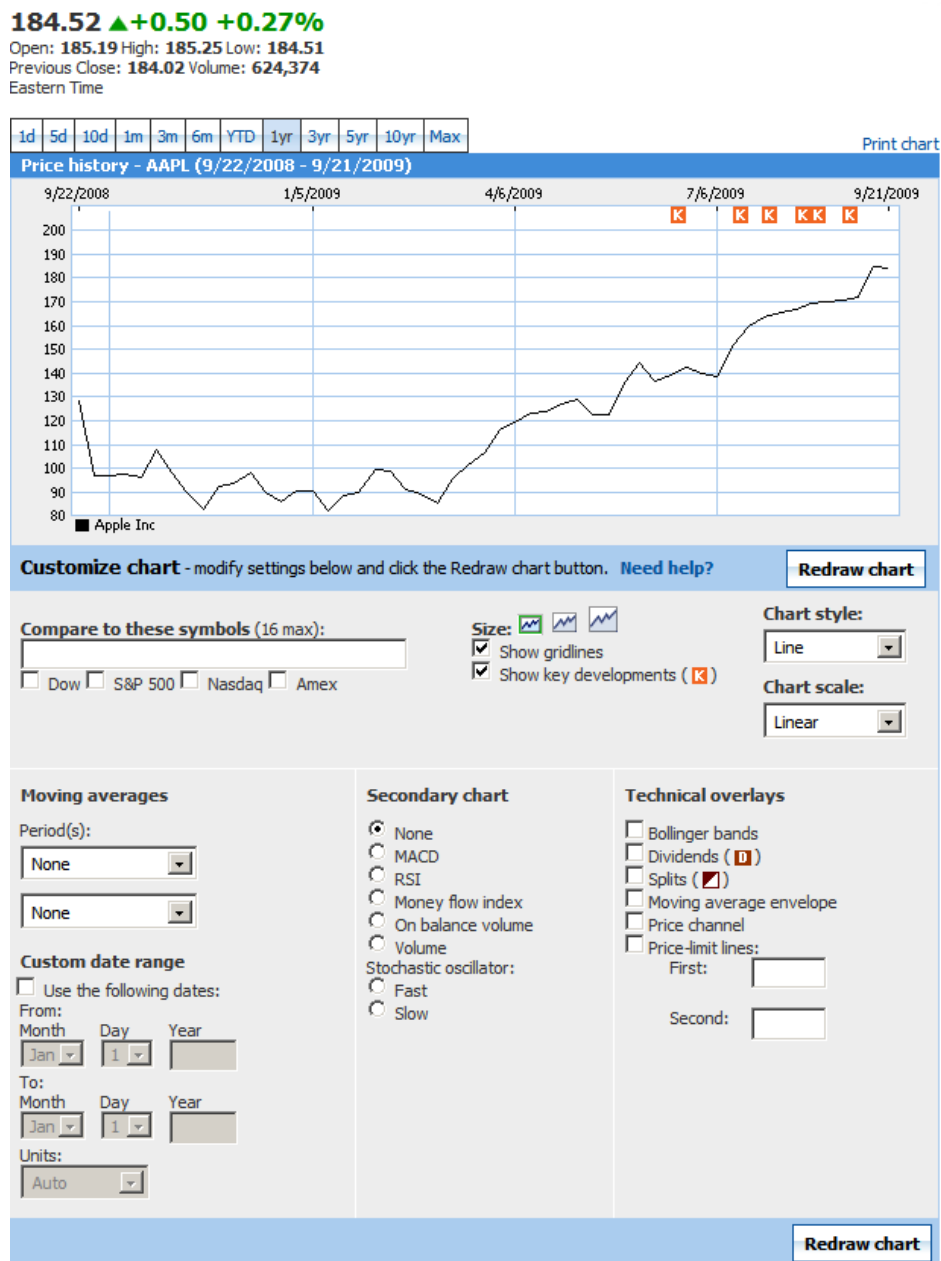 184.52 ▲+0.50 +0.27%
Open: 185.19 High: 185.25 Low: 184.51
Previous Close: 184.02 Volume: 624,374
Eastern Time
1d 5d 10d 1m 3m 6m YTD 1yr 3yr 5yr 10yr Max
Print chart
Price history - AAPL (9/22/2008 - 9/21/2009)
9/22/2008 1/5/2009 4/6/2009 7/6/2009 9/21/2009
K K K K K K
200
190
180
170
160
150
140
130
120
110
100
90
80
Apple Inc
Customize chart - modify settings below and click the Redraw chart button. Need help? Redraw chart
Compare to these symbols (16 max):
Dow S&P 500 Nasdaq Amex
Size:
Show gridlines
Show key developments ( K )
Chart style:
Line
Chart scale:
Linear
Moving averages
Period(s):
None
None
Custom date range
Use the following dates:
From:
Month Day Year
Jan 1
To:
Month Day Year
Jan 1
Units:
Auto
Secondary chart
None
MACD
RSI
Money flow index
On balance volume
Volume
Stochastic oscillator:
Fast
Slow
Technical overlays
Bollinger bands
Dividends ( D )
Splits ( )
Moving average envelope
Price channel
Price-limit lines:
First:
Second:
Redraw chart